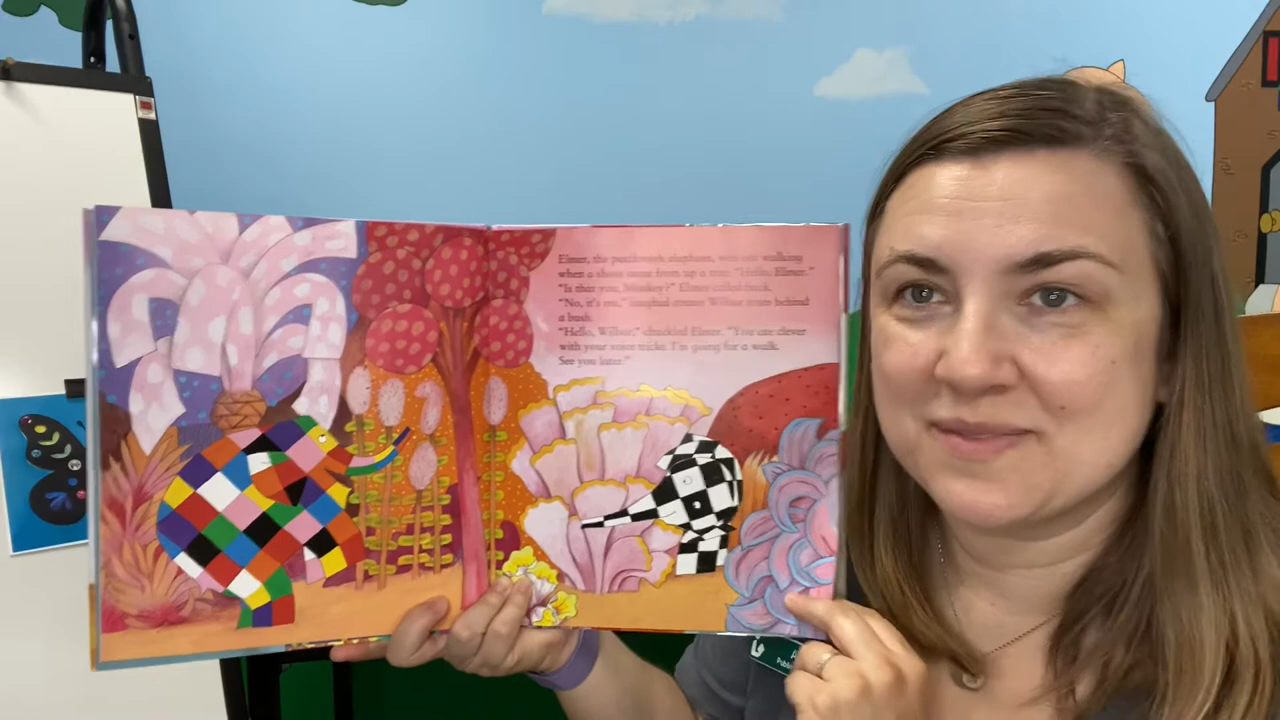 Elmer, the patchwork elephant, was out walking
when a shout came from up a tree: "Hello, Elmer."
"Is that you, Monkey?" Elmer called back.
"No, it's me," laughed cousin Wilbur from behind
a bush.
"Hello, Wilbur," chuckled Elmer. "You are clever
with your voice tricks. I'm going for a walk.
See you later."